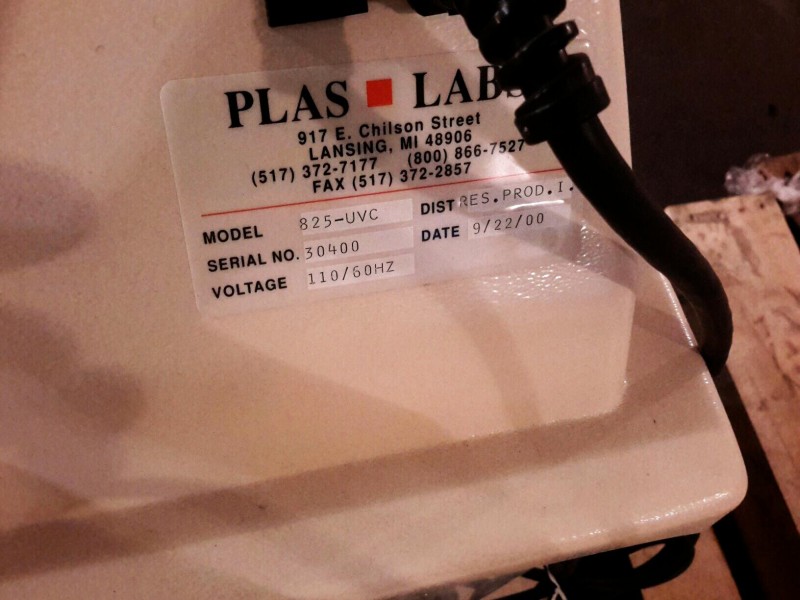 PLAS LABS
917 E. Chilson Street
LANSING, MI 48906
(517) 372-7177 (800) 866-7527
FAX (517) 372-2857
MODEL 825-UVC DIST RES.PROD.I.
SERIAL NO. 30400 DATE 9/22/00
VOLTAGE 110/60HZ